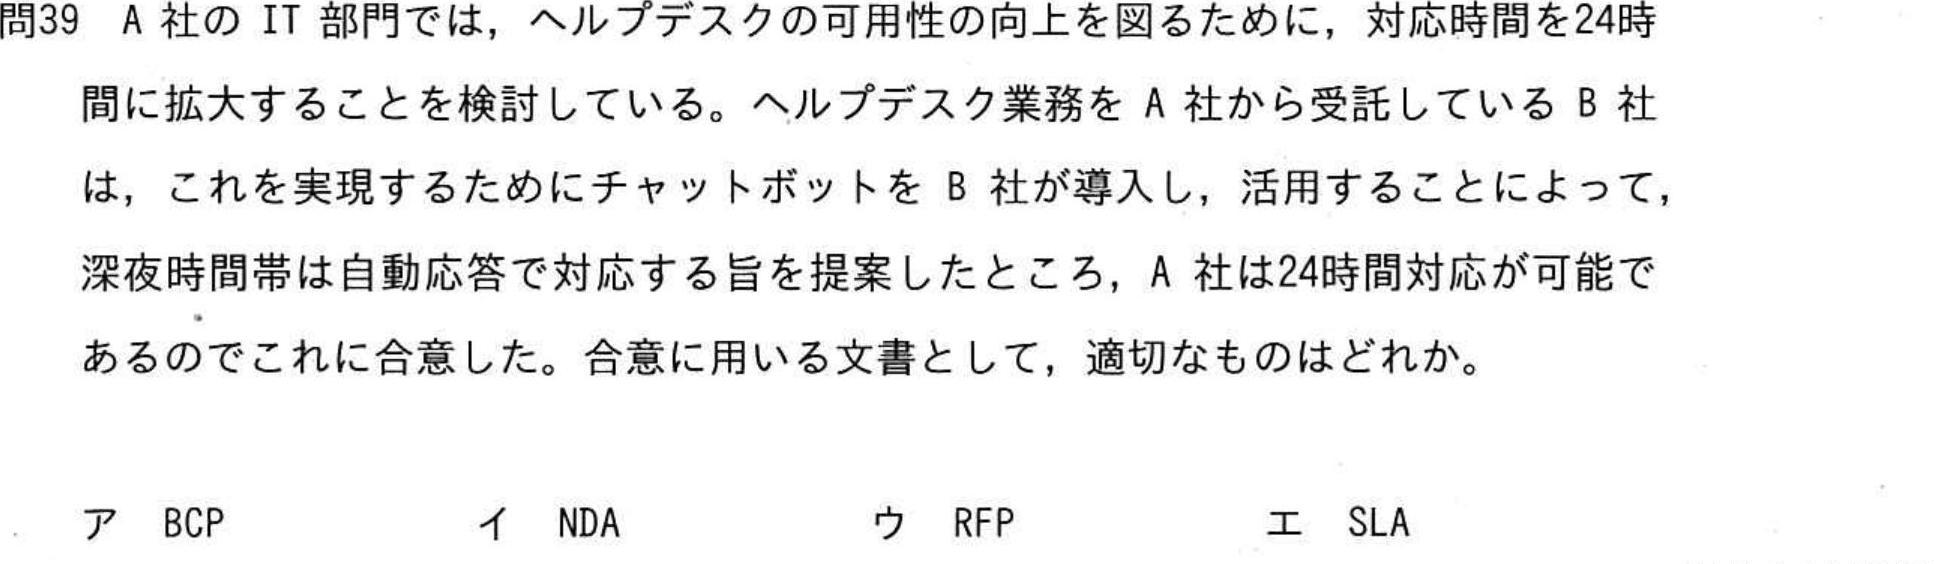 問39 A 社の IT 部門では，ヘルプデスクの可用性の向上を図るために，対応時間を24時
間に拡大することを検討している。ヘルプデスク業務を A 社から受託している B 社
は，これを実現するためにチャットボットを B 社が導入し，活用することによって，
深夜時間帯は自動応答で対応する旨を提案したところ，A 社は24時間対応が可能で
あるのでこれに合意した。合意に用いる文書として，適切なものはどれか。
ア BCP イ NDA ウ RFP エ SLA